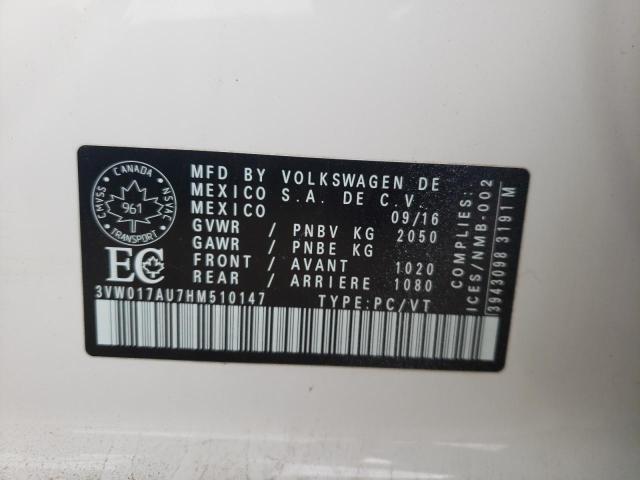 CANADA
CMVSS
NSVAC
961
TRANSPORT
EC
MFD BY VOLKSWAGEN DE
MEXICO S.A. DE C.V.
MEXICO 09/16
GVWR / PNBV KG 2050
GAWR / PNBE KG
FRONT / AVANT 1020
REAR / ARRIERE 1080
3VW017AU7HM510147 TYPE:PC/VT
COMPLIES:
ICES/NMB-002
3943098 3191M